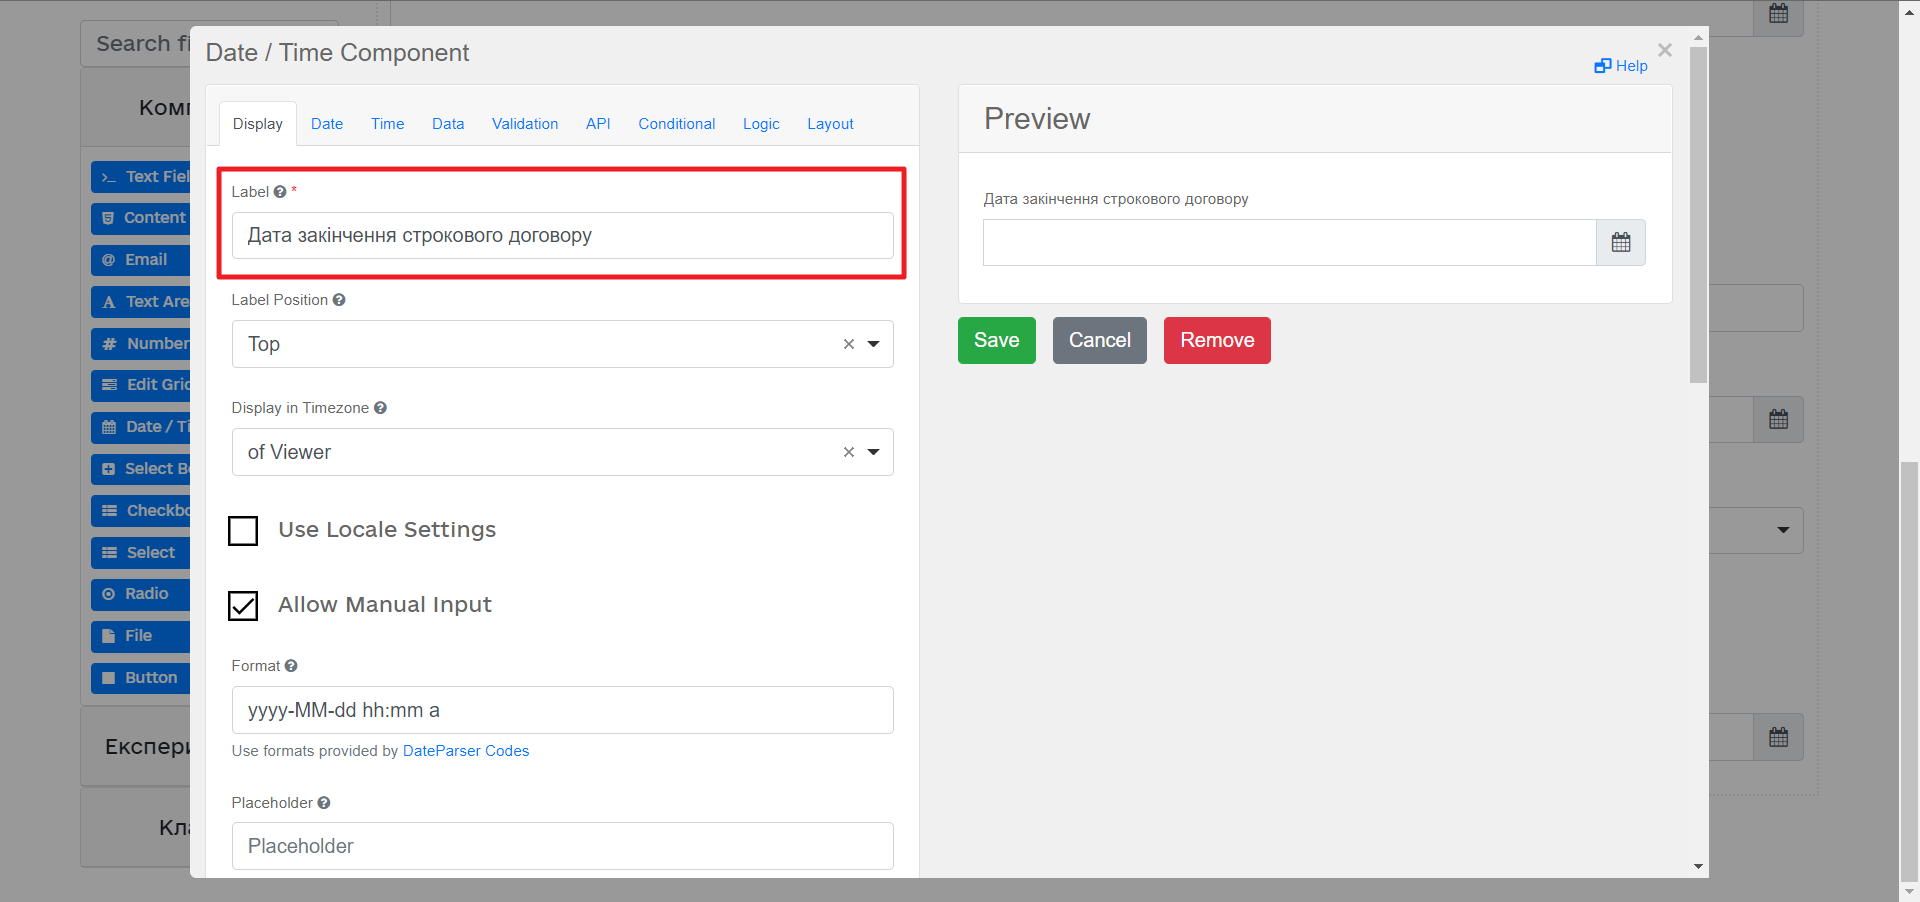 Date / Time Component
Help
×
Search fi
Display
Date
Time
Data
Validation
API
Conditional
Logic
Layout
Label *
Дата закінчення строкового договору
Label Position
Top
Display in Timezone
of Viewer
Use Locale Settings
Allow Manual Input
Format
yyyy-MM-dd hh:mm a
Use formats provided by DateParser Codes
Placeholder
Placeholder
Preview
Дата закінчення строкового договору
Save
Cancel
Remove
Комп
Text Fiel
Content
Email
Text Are
Number
Edit Gri
Date / Ti
Select B
Checkbo
Select
Radio
File
Button
Експери
Кла